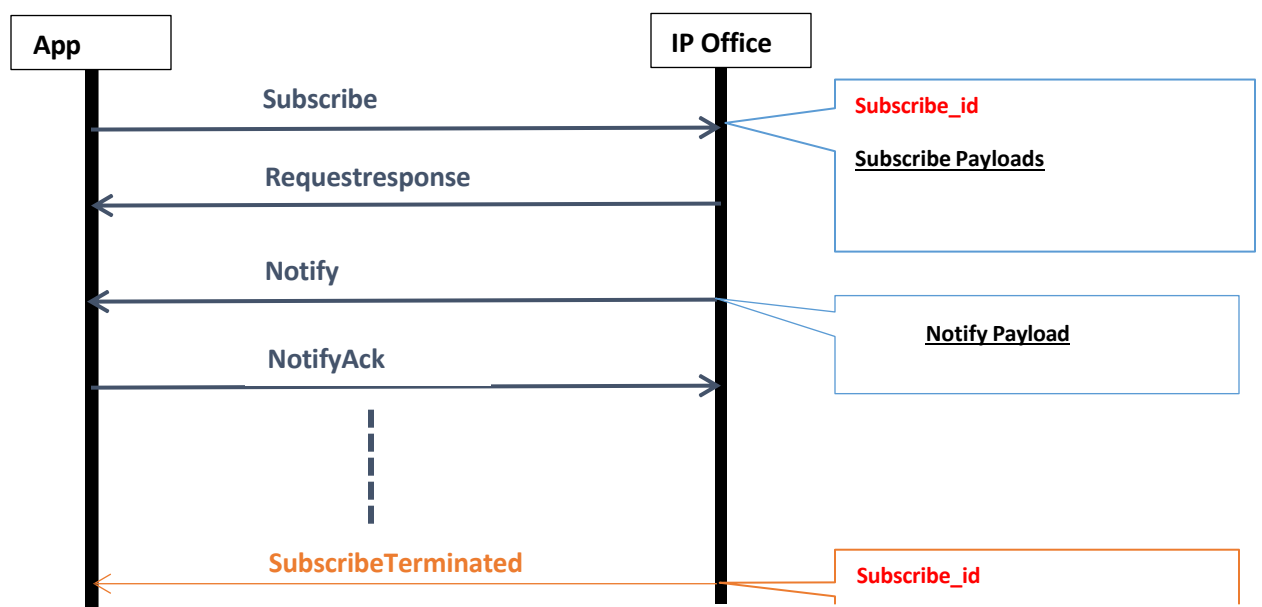 App
IP Office
Subscribe
Subscribe_id
Subscribe Payloads
Requestresponse
Notify
Notify Payload
NotifyAck
SubscribeTerminated
Subscribe_id